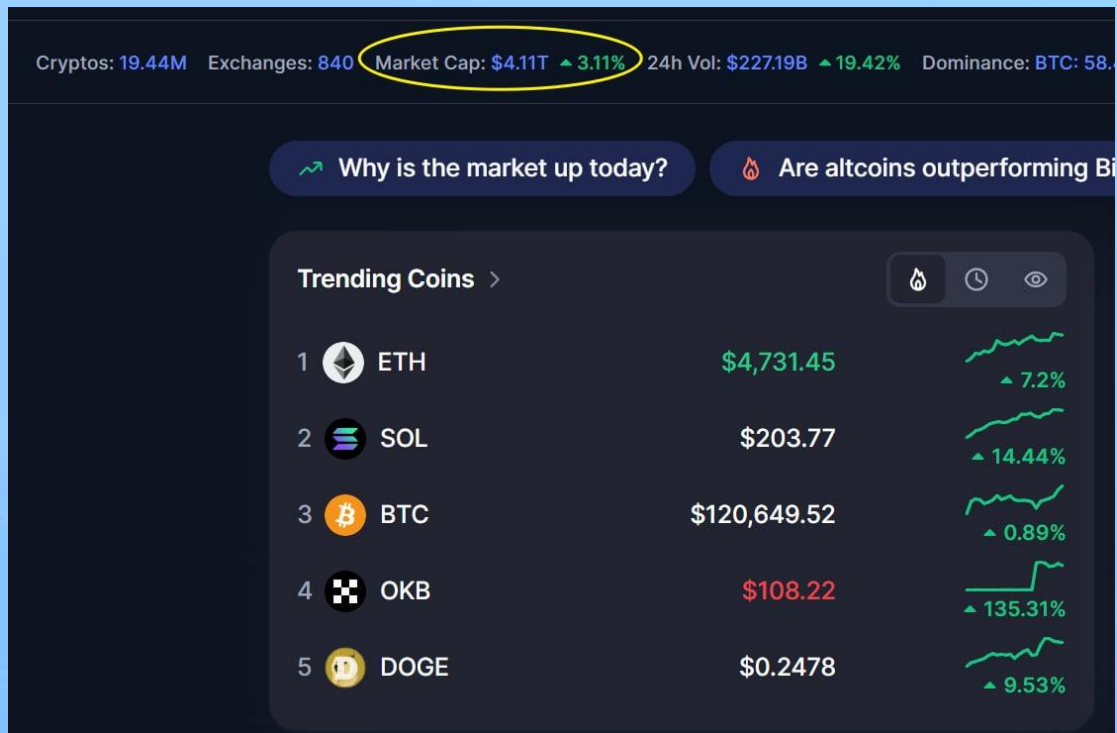 Cryptos: 19.44M Exchanges: 840 Market Cap: $4.11T ▲ 3.11% 24h Vol: $227.19B ▲ 19.42% Dominance: BTC: 58.
Why is the market up today? Are altcoins outperforming
Trending Coins >
1 ETH $4,731.45 ▲ 7.2%
2 SOL $203.77 ▲ 14.44%
3 BTC $120,649.52 ▲ 0.89%
4 OKB $108.22 ▲ 135.31%
5 DOGE $0.2478 ▲ 9.53%